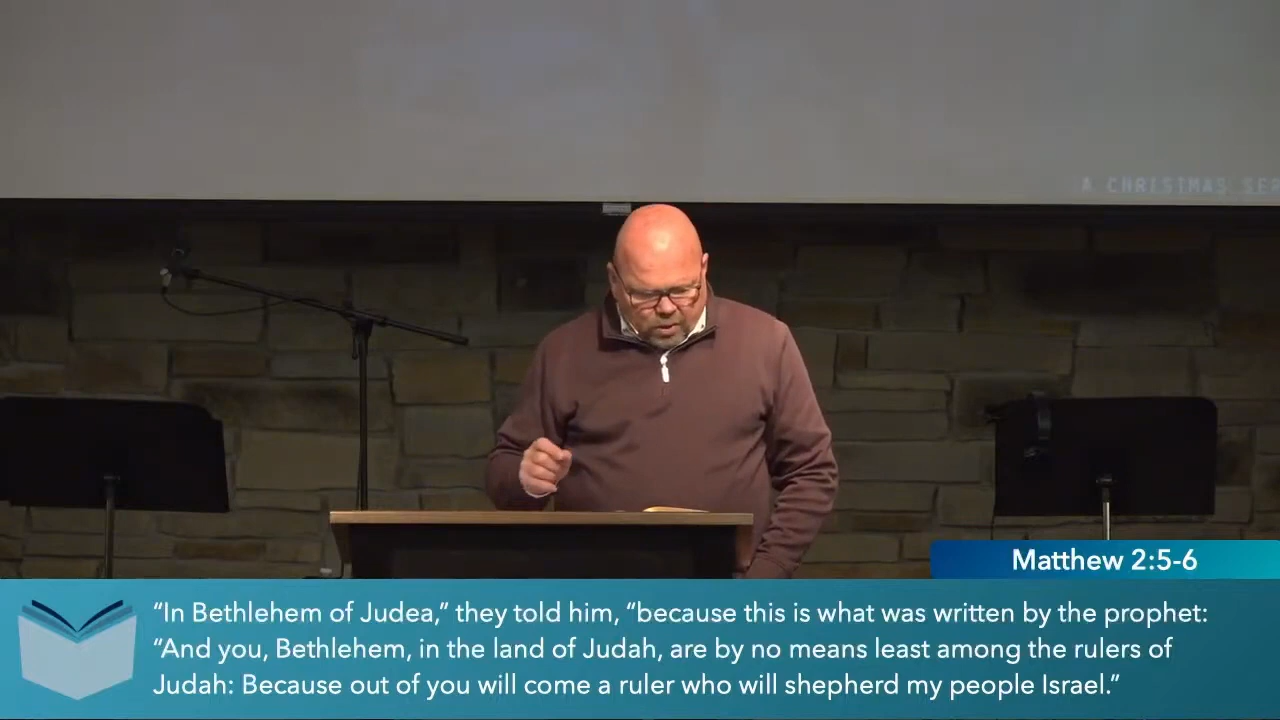 A CHRISTMAS SER
Matthew 2:5-6
“In Bethlehem of Judea,” they told him, “because this is what was written by the prophet:
“And you, Bethlehem, in the land of Judah, are by no means least among the rulers of
Judah: Because out of you will come a ruler who will shepherd my people Israel.”